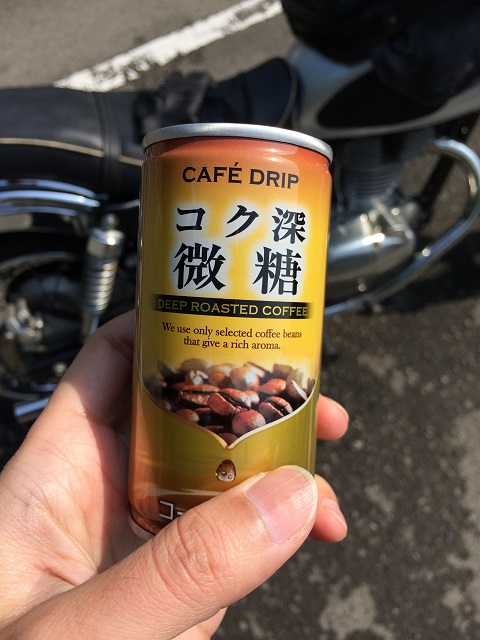 CAFÉ DRIP
コク深
微糖
DEEP ROASTED COFFEE
We use only selected coffee beans
that give a rich aroma.